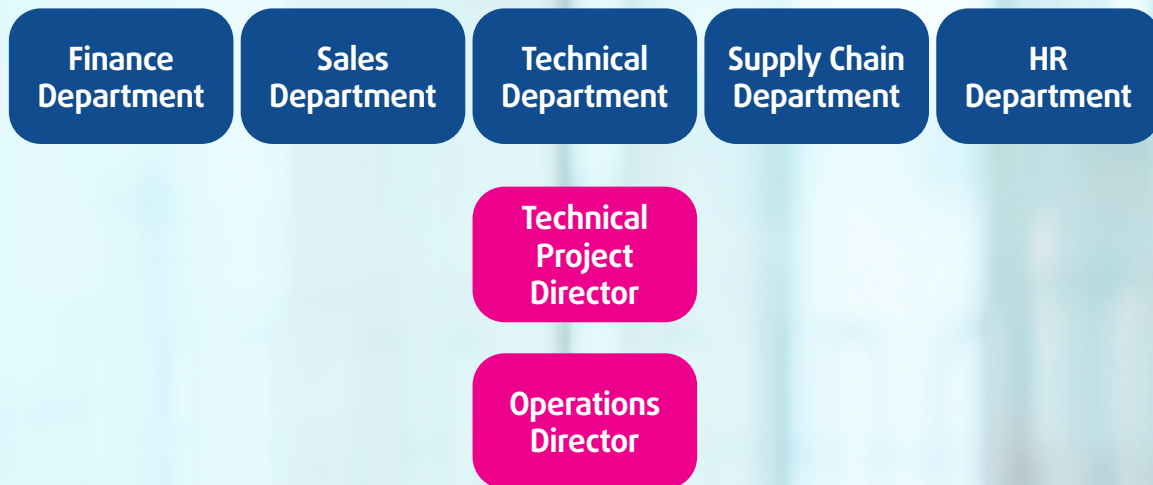 Finance
Department
Sales
Department
Technical
Department
Supply Chain
Department
HR
Department
Technical
Project
Director
Operations
Director